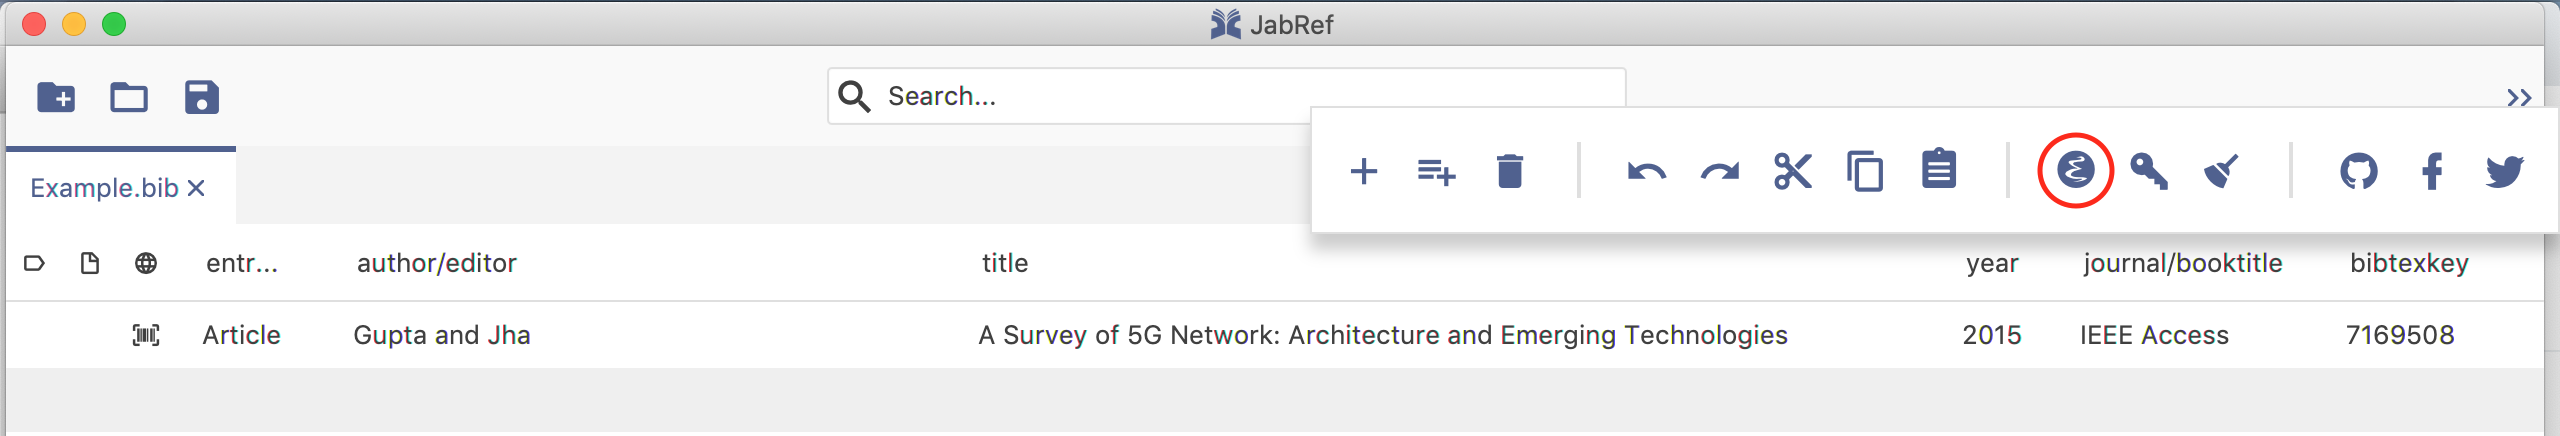 JabRef
Search...
Example.bib
entr... author/editor title year journal/booktitle bibtexkey
Article Gupta and Jha A Survey of 5G Network: Architecture and Emerging Technologies 2015 IEEE Access 7169508